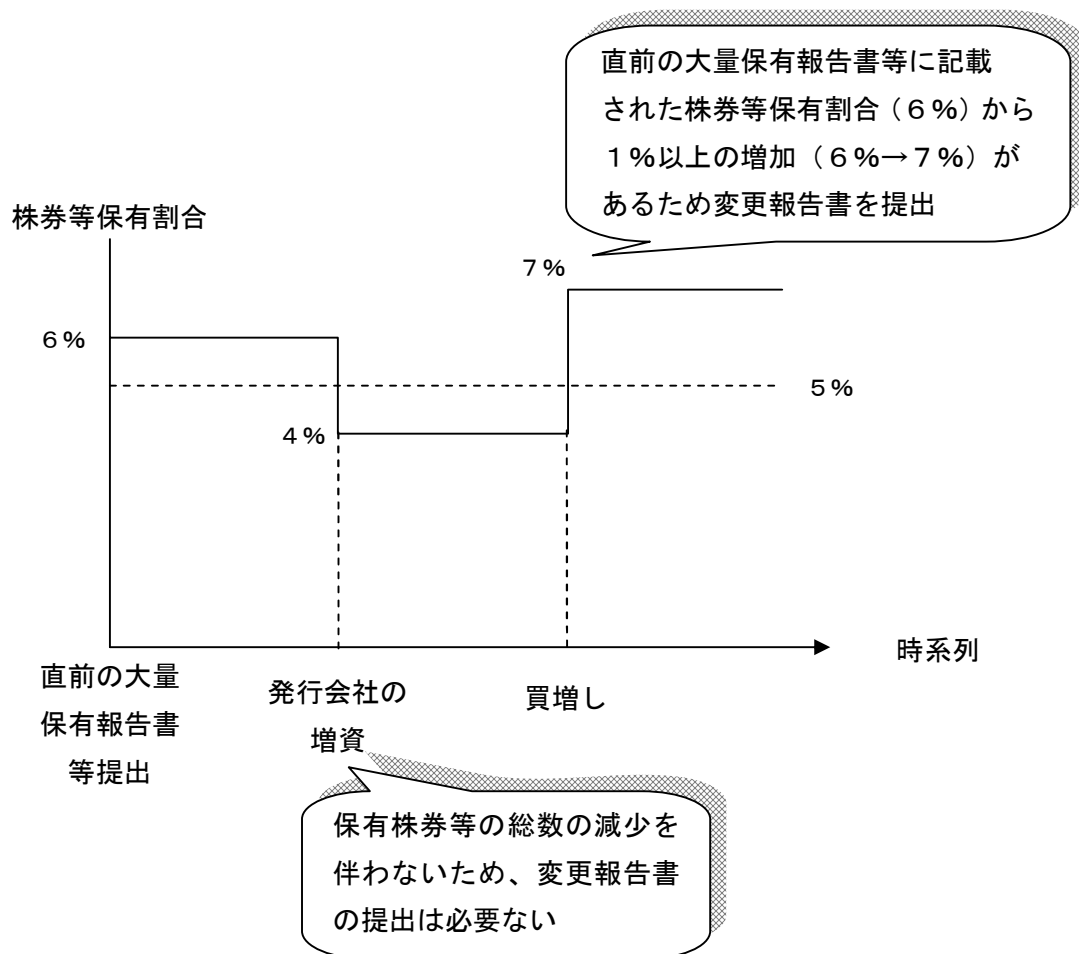 直前の大量保有報告書等に記載
された株券等保有割合（６％）から
１％以上の増加（６％→７％）が
あるため変更報告書を提出
株券等保有割合
７％
６％
５％
４％
時系列
直前の大量
保有報告書
等提出
発行会社の
増資
買増し
保有株券等の総数の減少を
伴わないため、変更報告書
の提出は必要ない